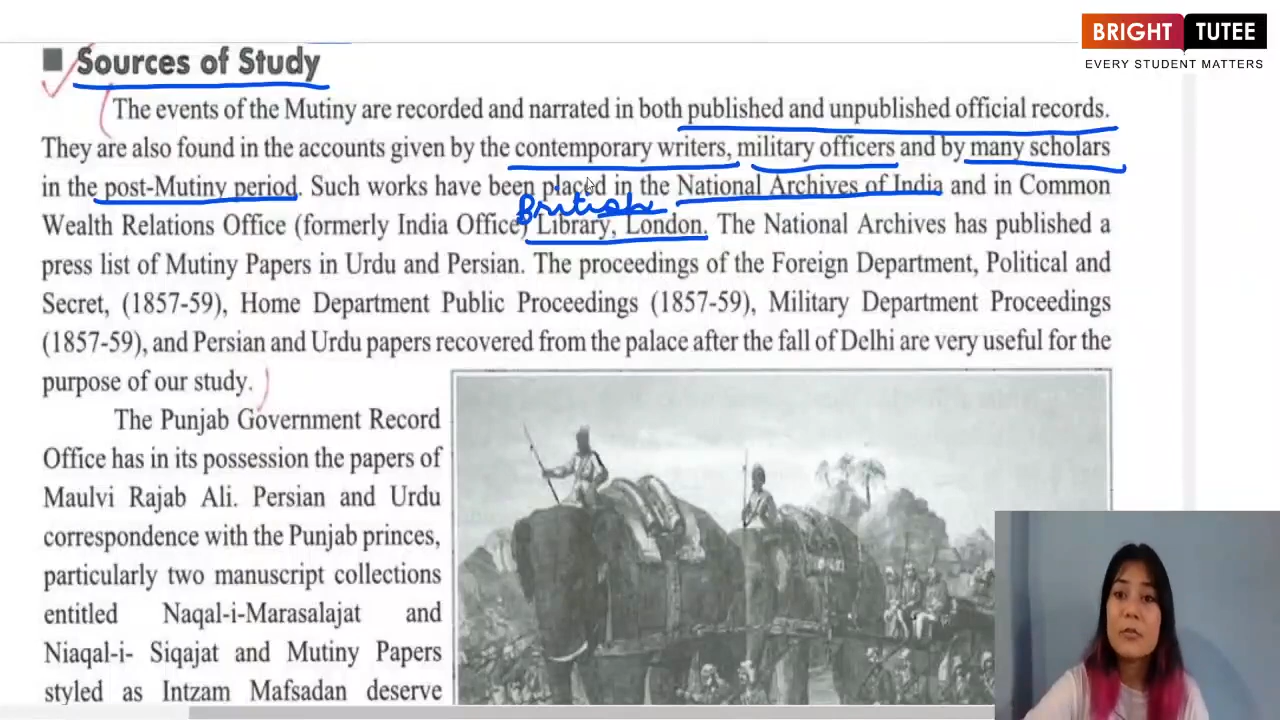 BRIGHT TUTEE
EVERY STUDENT MATTERS
Sources of Study
The events of the Mutiny are recorded and narrated in both published and unpublished official records.
They are also found in the accounts given by the contemporary writers, military officers and by many scholars
in the post-Mutiny period. Such works have been placed in the National Archives of India and in Common
British
Wealth Relations Office (formerly India Office) Library, London. The National Archives has published a
press list of Mutiny Papers in Urdu and Persian. The proceedings of the Foreign Department, Political and
Secret, (1857-59), Home Department Public Proceedings (1857-59), Military Department Proceedings
(1857-59), and Persian and Urdu papers recovered from the palace after the fall of Delhi are very useful for the
purpose of our study.
The Punjab Government Record
Office has in its possession the papers of
Maulvi Rajab Ali. Persian and Urdu
correspondence with the Punjab princes,
particularly two manuscript collections
entitled Naqal-i-Marasalajat and
Niaqal-i- Siqajat and Mutiny Papers
styled as Intzam Mafsadan deserve